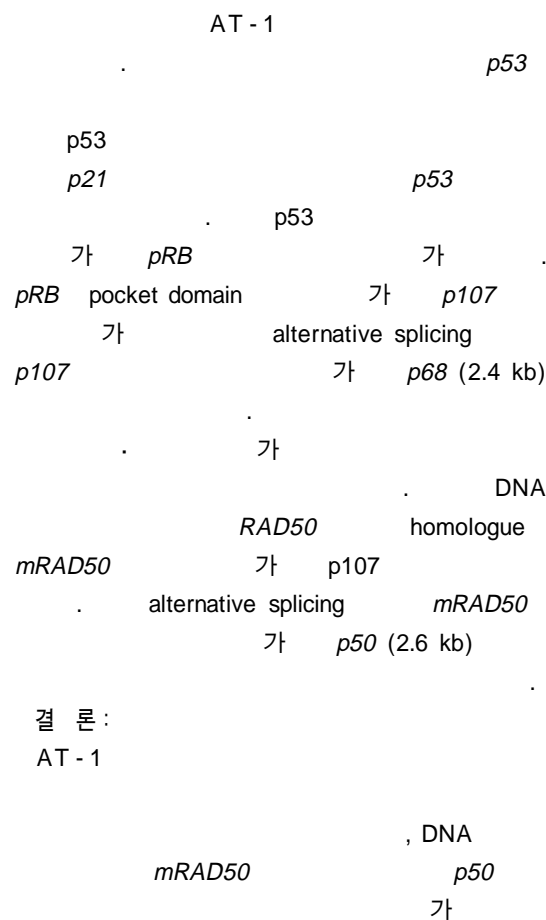 AT - 1
. p53
p53
p21 p53
. p53
가 pRB 가 .
pRB pocket domain 가 p107
가 alternative splicing
p107 가 p68 (2.4 kb)
.
. 가
. DNA
RAD50 homologue
mRAD50 가 p107
. alternative splicing mRAD50
가 p50 (2.6 kb)
.
결 론 :
AT - 1
, DNA
mRAD50 p50
가